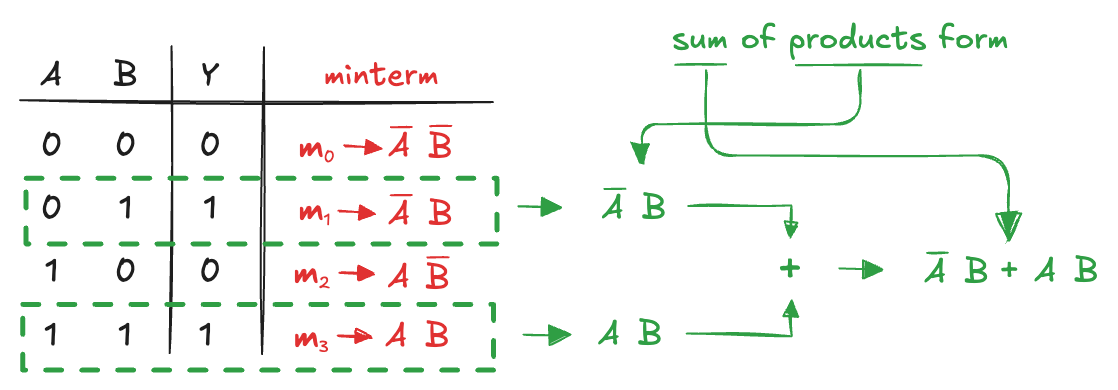 sum of products form
A B Y minterm
0 0 0 m₀ → A̅ B̅
0 1 1 m₁ → A̅ B → A̅ B
1 0 0 m₂ → A B̅ + → A̅ B + A B
1 1 1 m₃ → A B → A B